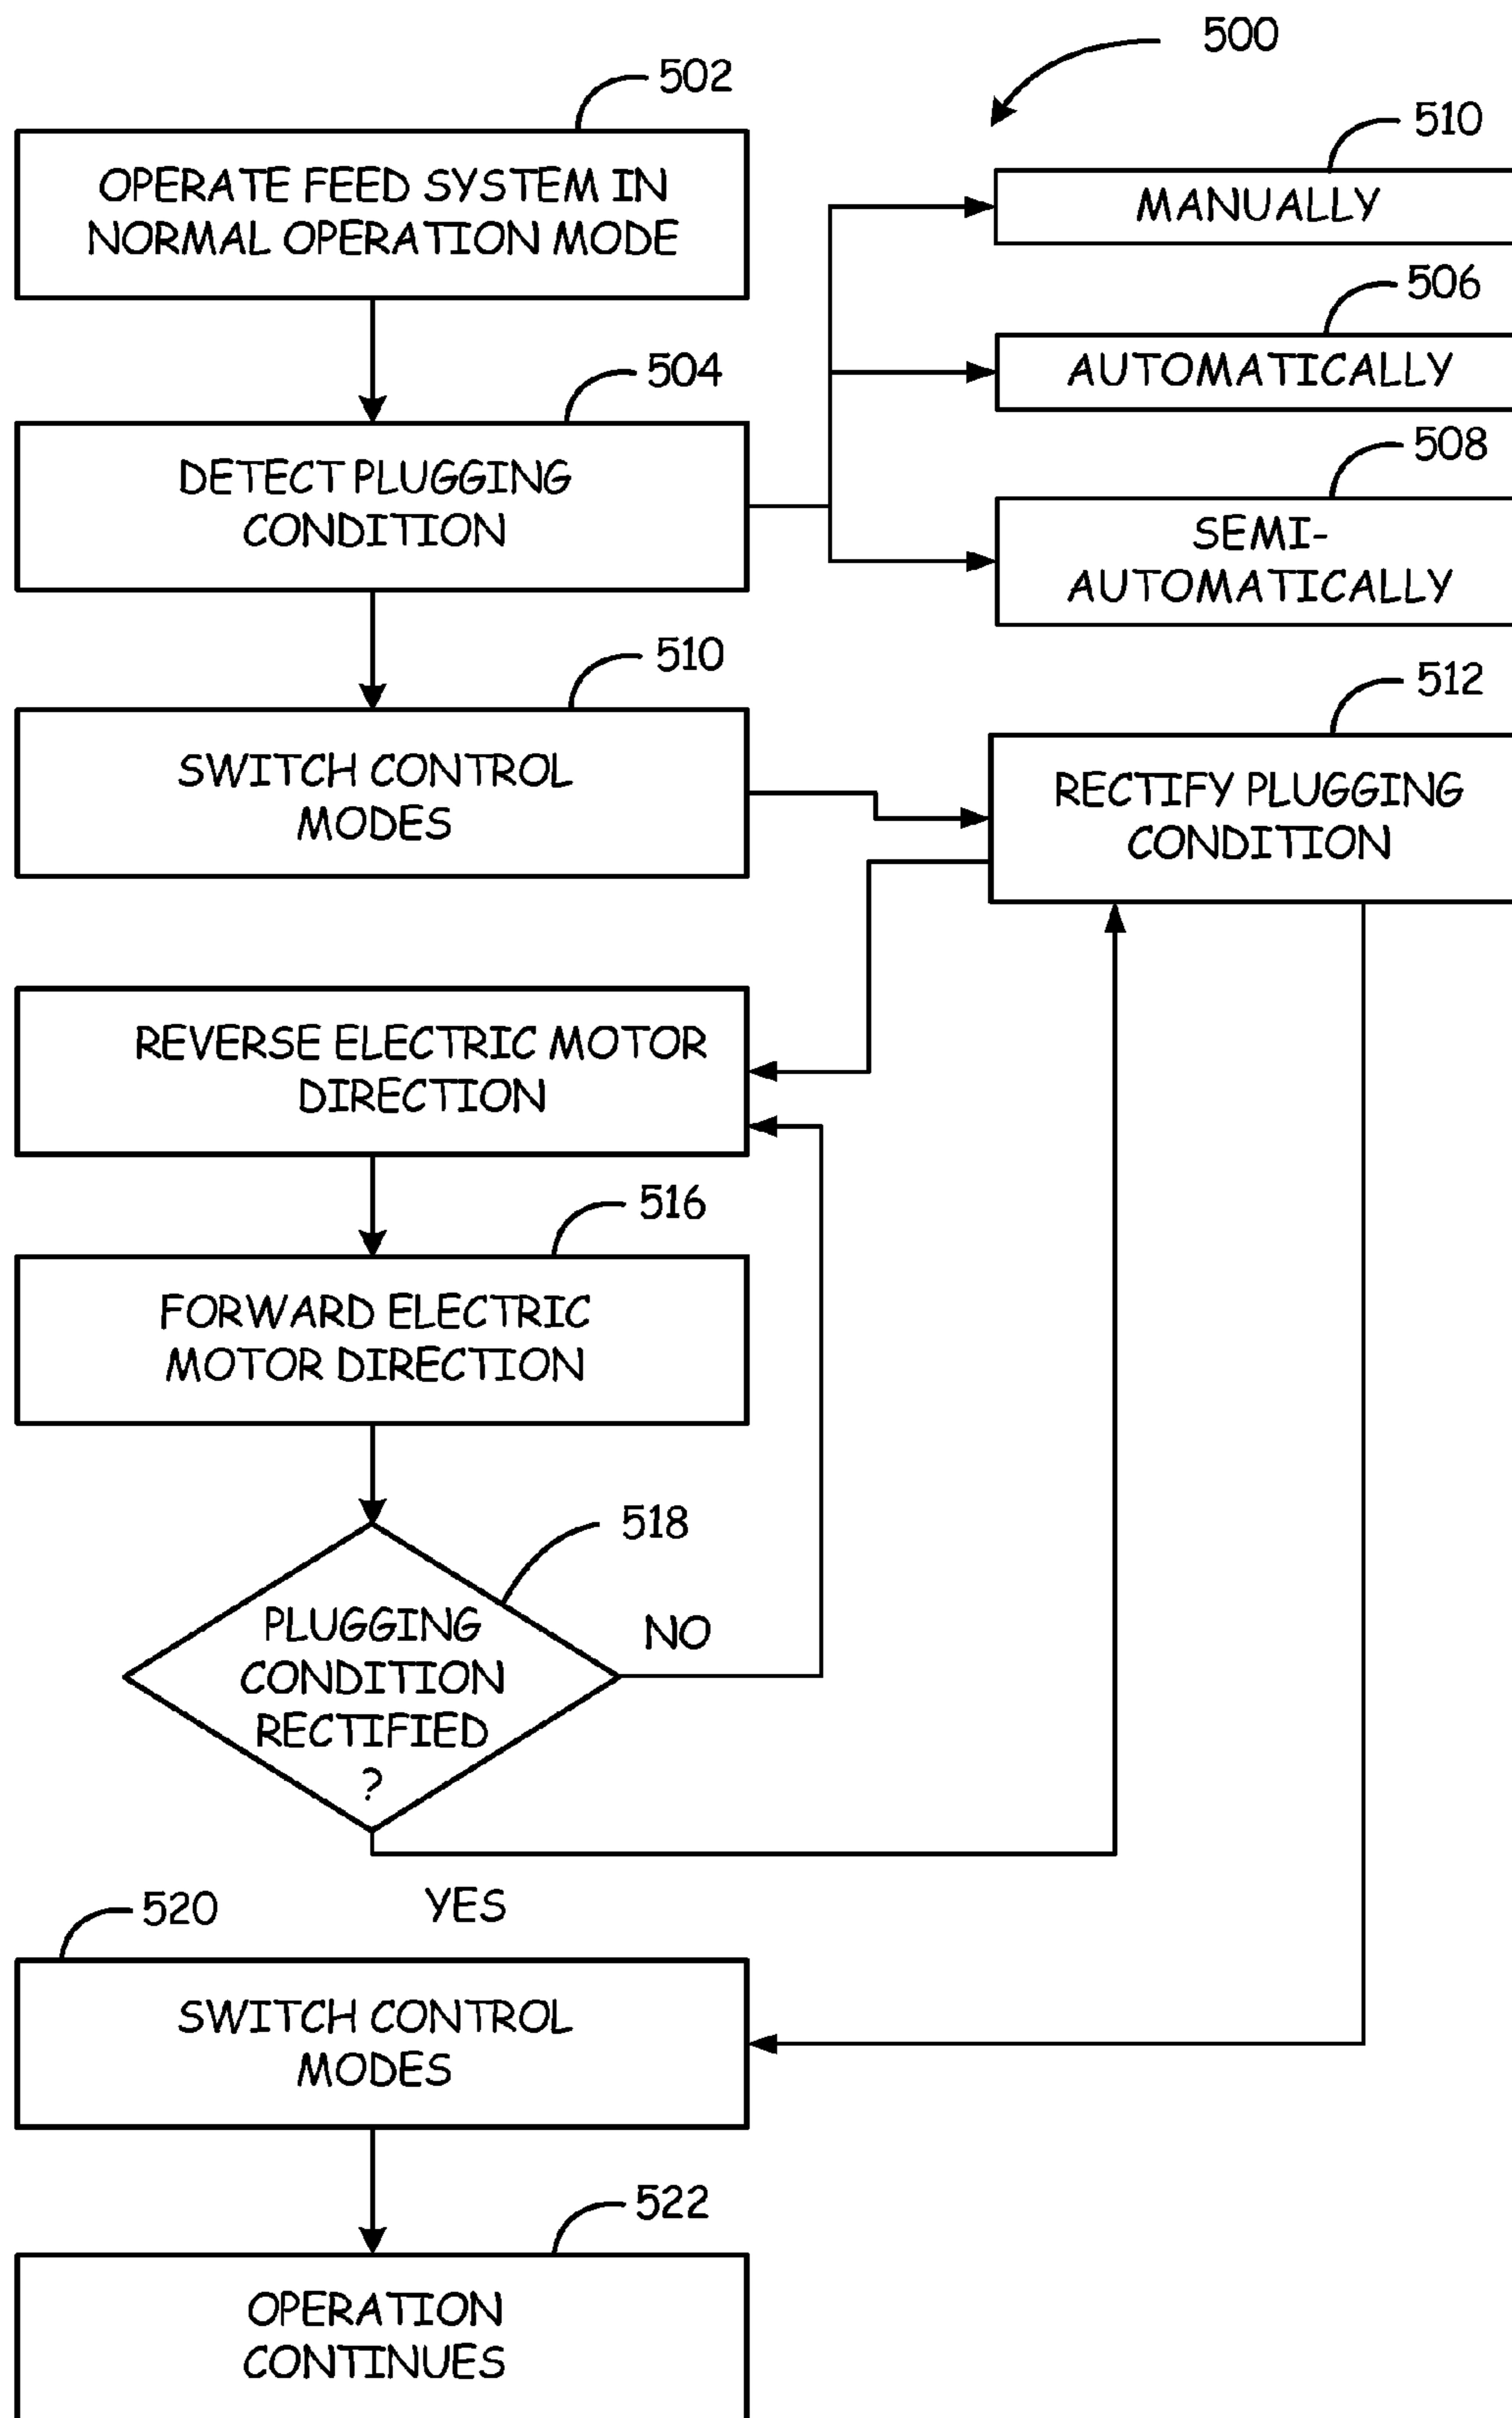 500
502
OPERATE FEED SYSTEM IN
NORMAL OPERATION MODE
510
MANUALLY
506
AUTOMATICALLY
504
DETECT PLUGGING
CONDITION
508
SEMI-
AUTOMATICALLY
510
SWITCH CONTROL
MODES
512
RECTIFY PLUGGING
CONDITION
REVERSE ELECTRIC MOTOR
DIRECTION
516
FORWARD ELECTRIC
MOTOR DIRECTION
518
PLUGGING
CONDITION
RECTIFIED
?
NO
YES
520
SWITCH CONTROL
MODES
522
OPERATION
CONTINUES